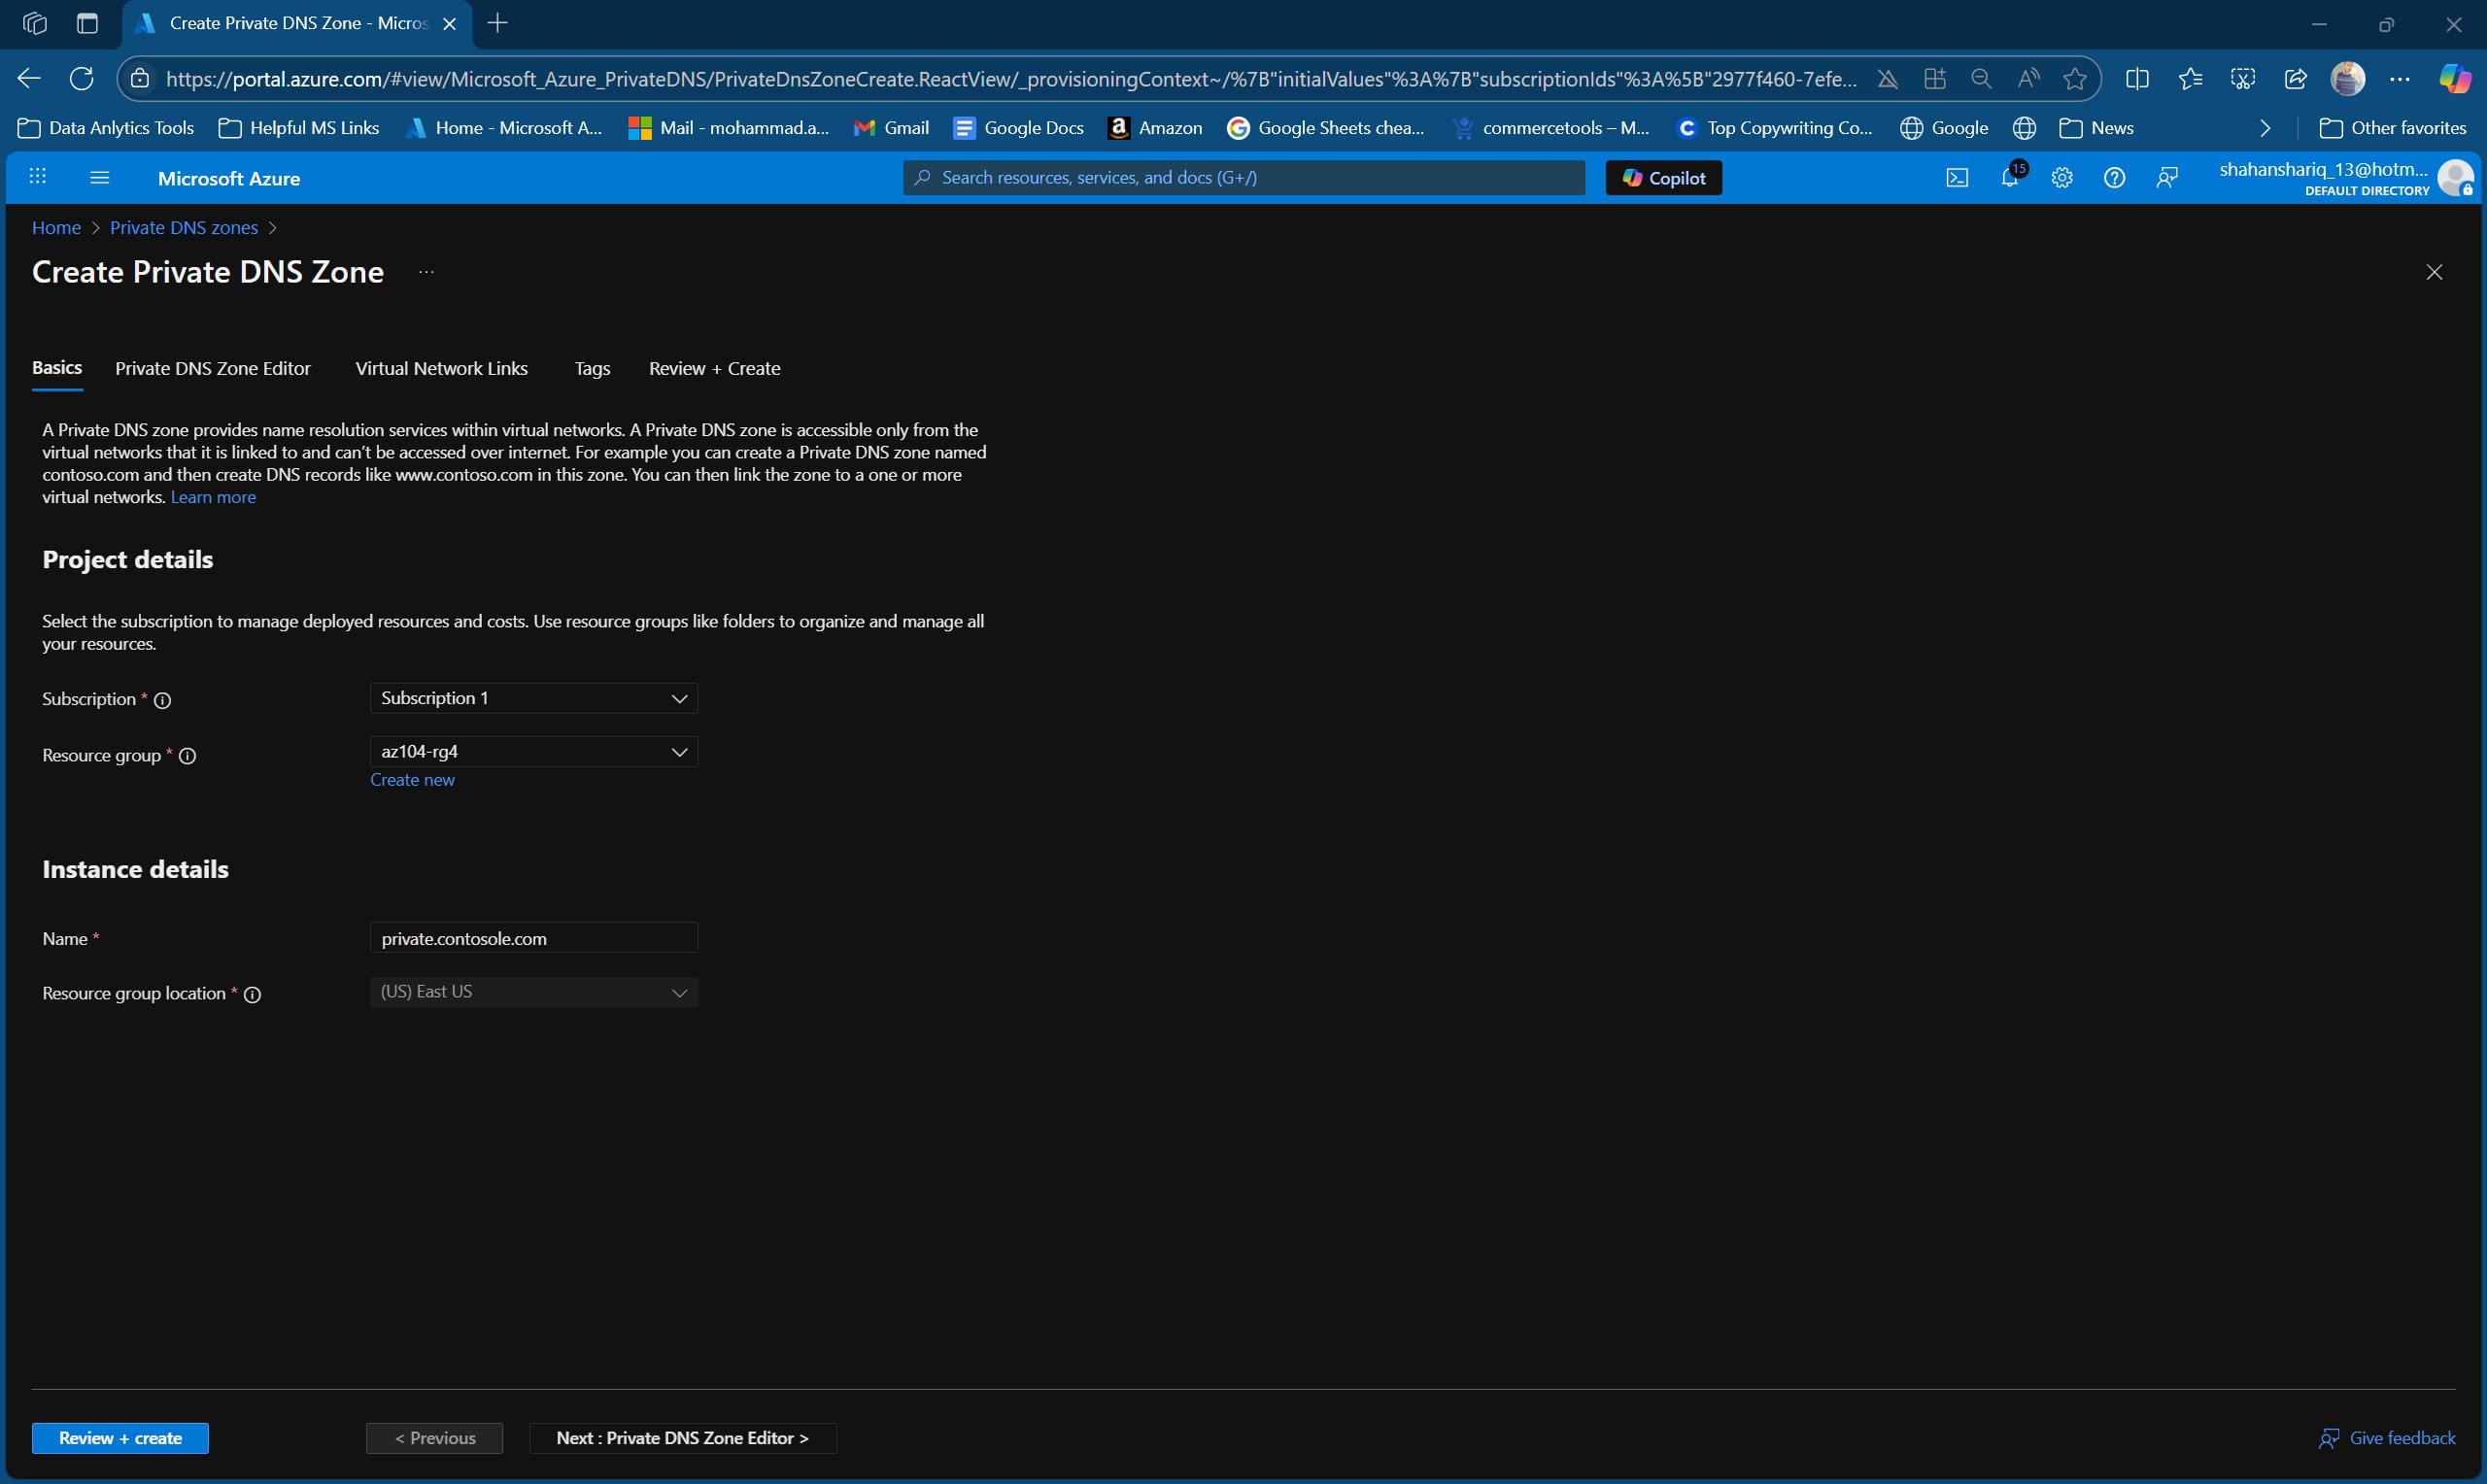 Create Private DNS Zone - Micros
https://portal.azure.com/#view/Microsoft_Azure_PrivateDNS/PrivateDnsZoneCreate.ReactView/_provisioningContext~/%7B"initialValues"%3A%7B"subscriptionIds"%3A%5B"2977f460-7efe...
Data Anlytics Tools
Helpful MS Links
Home - Microsoft A...
Mail - mohammad.a...
Gmail
Google Docs
Amazon
Google Sheets chea...
commercetools – M...
Top Copywriting Co...
Google
News
Other favorites
Microsoft Azure
Search resources, services, and docs (G+/)
Copilot
15
shahanshariq_13@hotm...
DEFAULT DIRECTORY
Home > Private DNS zones >
Create Private DNS Zone ...
Basics
Private DNS Zone Editor
Virtual Network Links
Tags
Review + Create
A Private DNS zone provides name resolution services within virtual networks. A Private DNS zone is accessible only from the
virtual networks that it is linked to and can't be accessed over internet. For example you can create a Private DNS zone named
contoso.com and then create DNS records like www.contoso.com in this zone. You can then link the zone to a one or more
virtual networks. Learn more
Project details
Select the subscription to manage deployed resources and costs. Use resource groups like folders to organize and manage all
your resources.
Subscription *
Subscription 1
Resource group *
az104-rg4
Create new
Instance details
Name *
private.contosole.com
Resource group location *
(US) East US
Review + create
< Previous
Next : Private DNS Zone Editor >
Give feedback